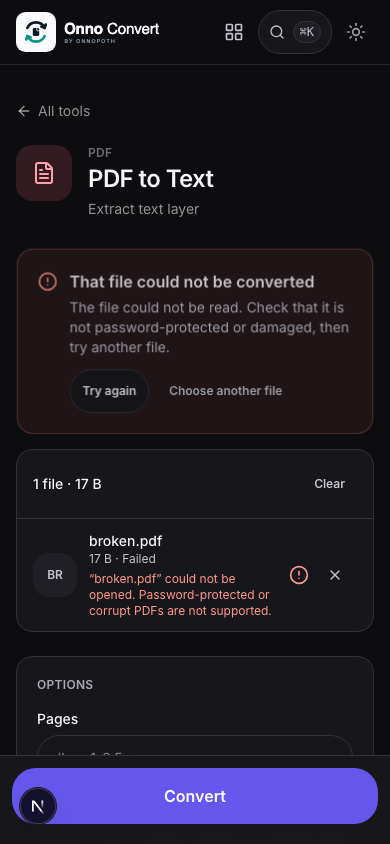 Onno Convert
BY ONNOPOTH
⌘K
← All tools
PDF
PDF to Text
Extract text layer
That file could not be converted
The file could not be read. Check that it is
not password-protected or damaged, then
try another file.
Try again
Choose another file
1 file · 17 B
Clear
BR
broken.pdf
17 B · Failed
“broken.pdf” could not be
opened. Password-protected or
corrupt PDFs are not supported.
OPTIONS
Pages
Convert
N